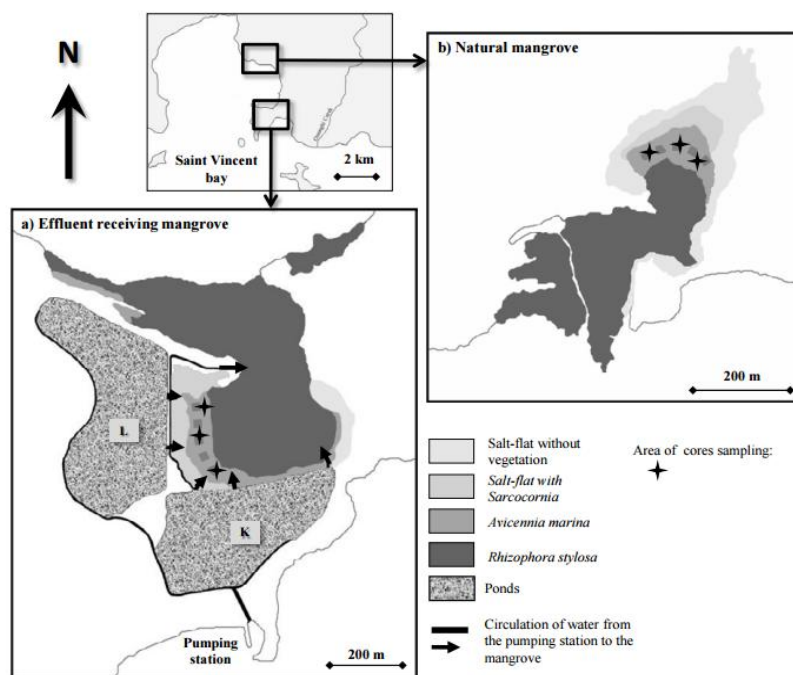 N
Saint Vincent
bay
2 km
b) Natural mangrove
200 m
a) Effluent receiving mangrove
L
K
Pumping
station
200 m
Salt-flat without
vegetation
Salt-flat with
Sarcocornia
Avicennia marina
Rhizophora stylosa
Ponds
Circulation of water from
the pumping station to the
mangrove
Area of cores sampling: